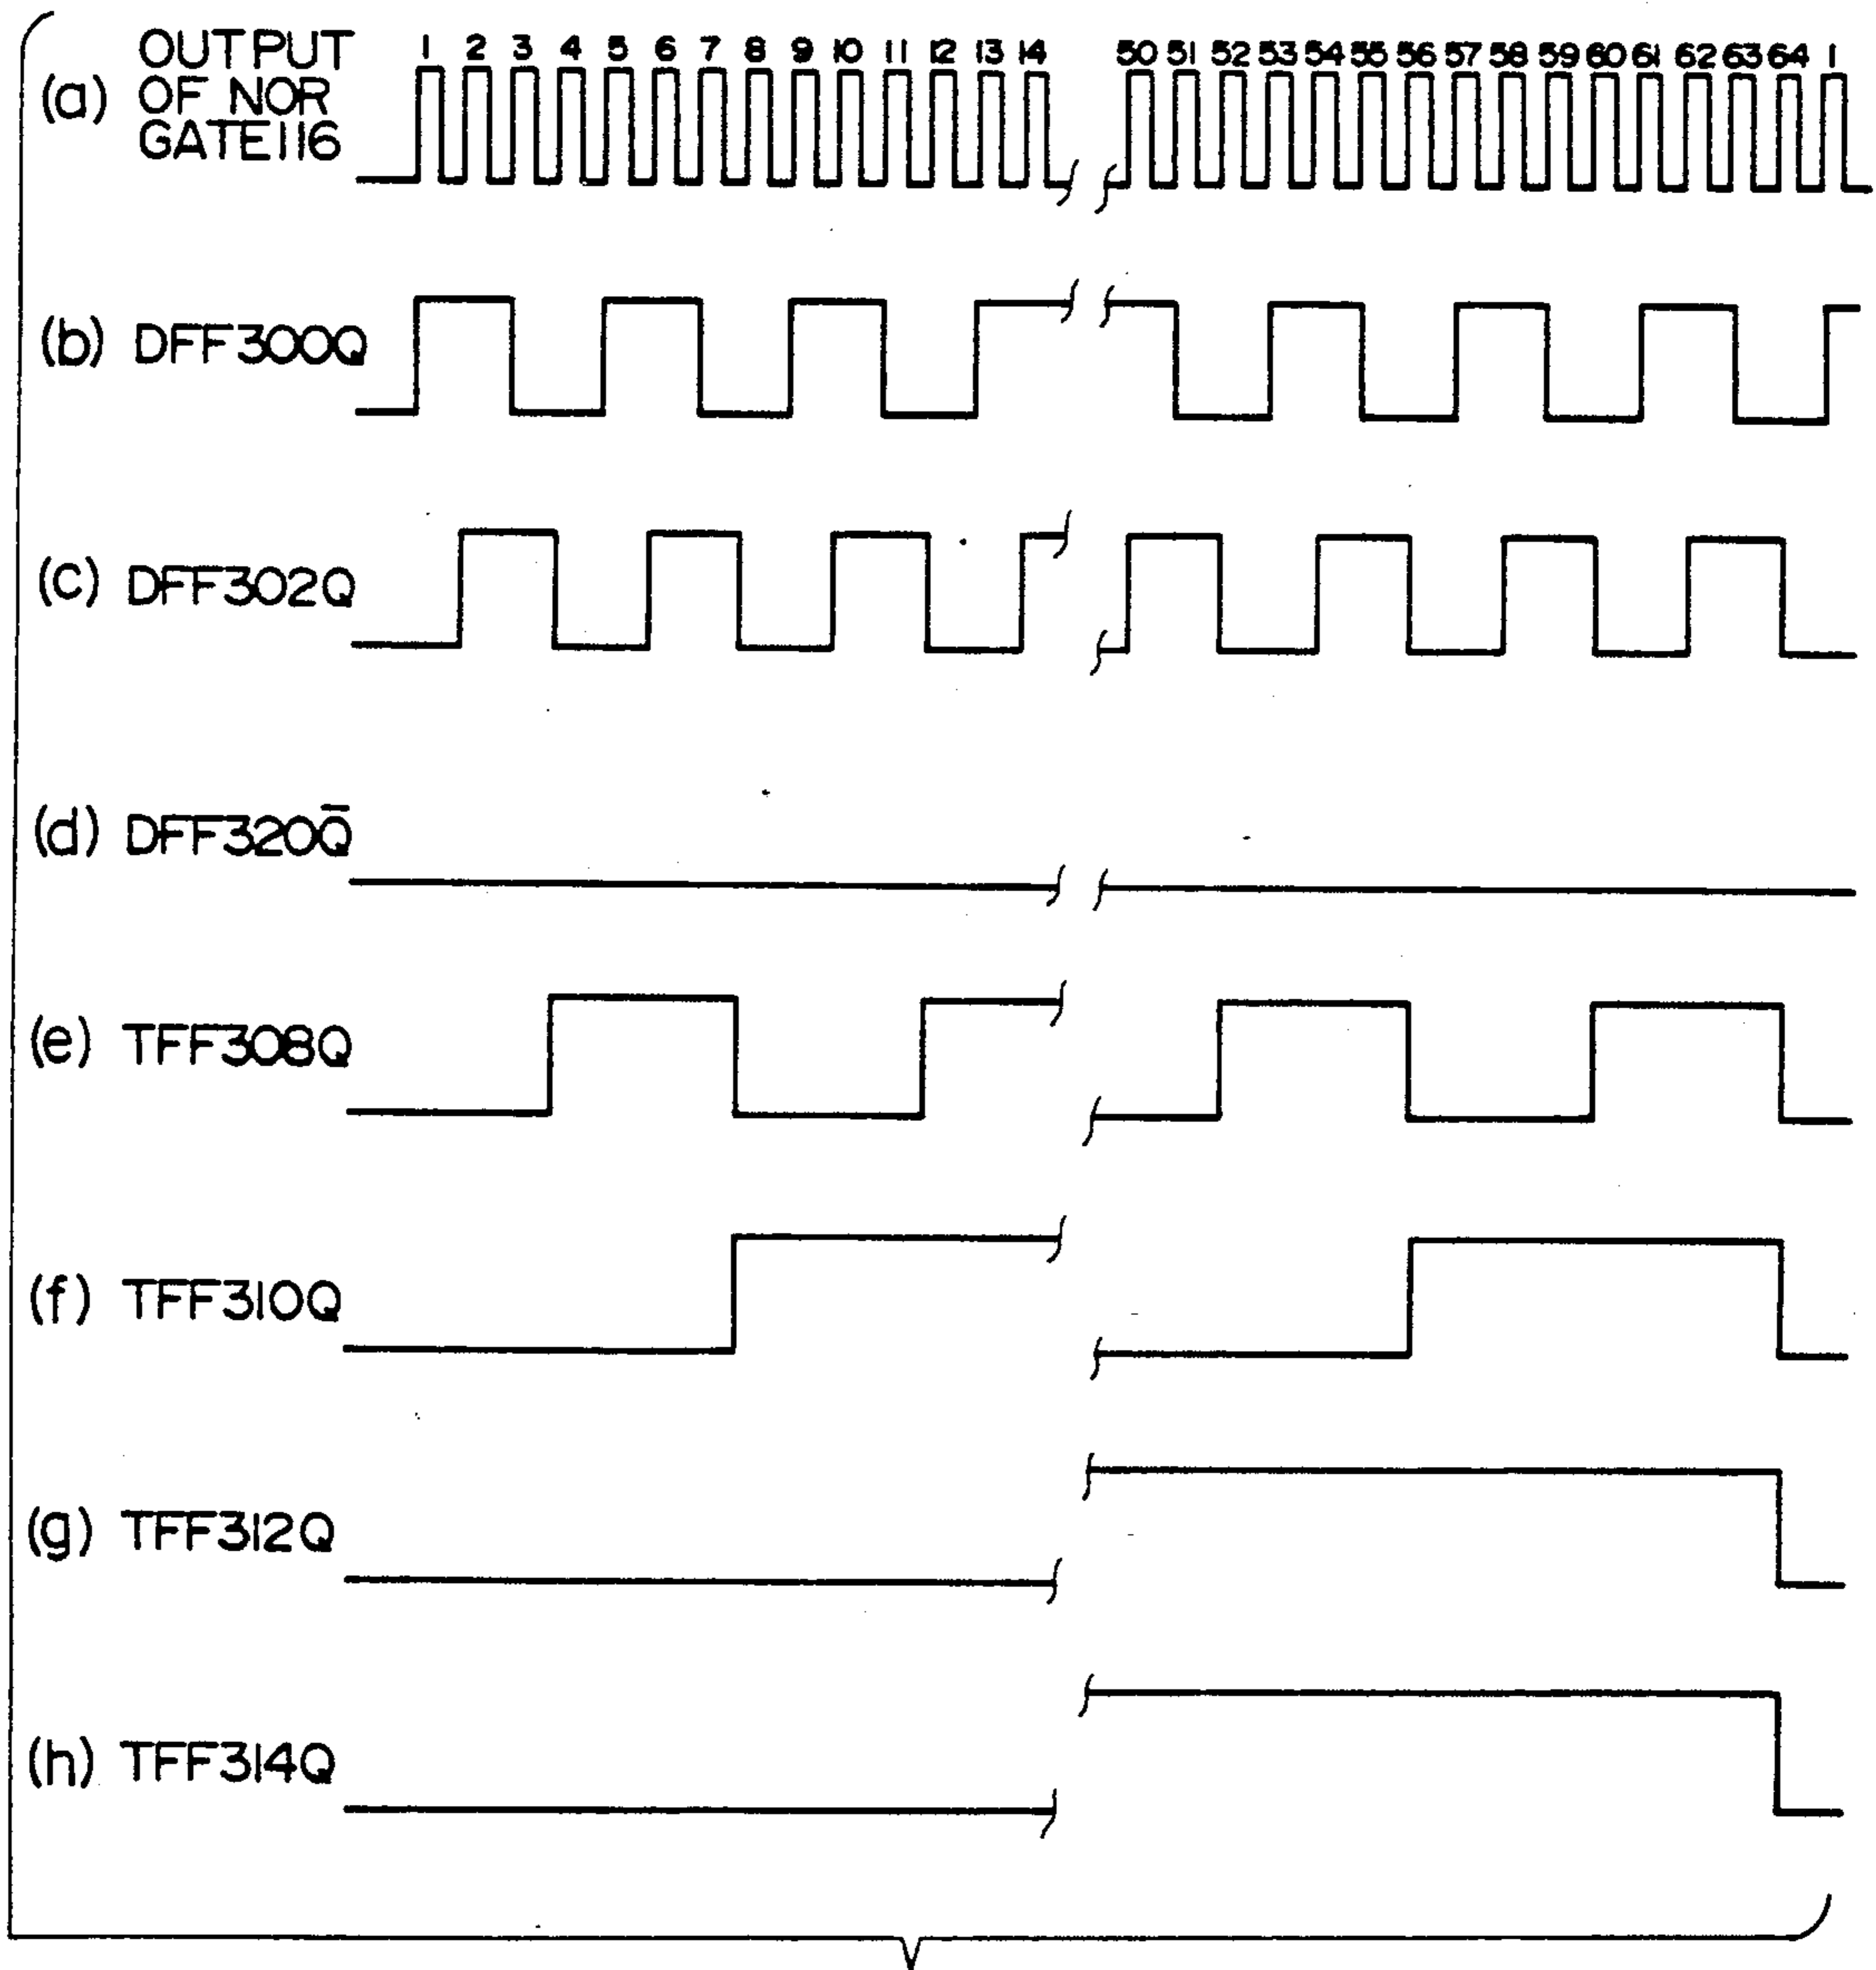 1 2 3 4 5 6 7 8 9 10 11 12 13 14 50 51 52 53 54 55 56 57 58 59 60 61 62 63 64 1
(a) OUTPUT
OF NOR
GATE116
(b) DFF300Q
(c) DFF302Q
(d) DFF320Q̅
(e) TFF308Q
(f) TFF310Q
(g) TFF312Q
(h) TFF314Q